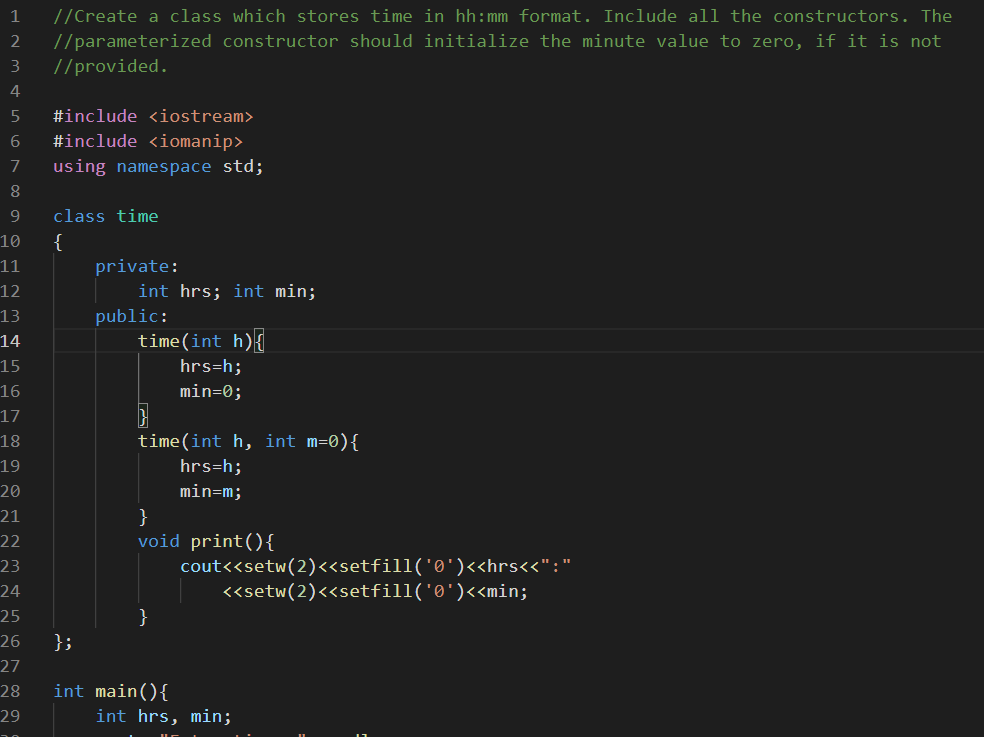 1 //Create a class which stores time in hh:mm format. Include all the constructors. The
2 //parameterized constructor should initialize the minute value to zero, if it is not
3 //provided.
4
5 #include <iostream>
6 #include <iomanip>
7 using namespace std;
8
9 class time
10 {
11     private:
12         int hrs; int min;
13     public:
14         time(int h){
15             hrs=h;
16             min=0;
17         }
18         time(int h, int m=0){
19             hrs=h;
20             min=m;
21         }
22         void print(){
23             cout<<setw(2)<<setfill('0')<<hrs<<":"
24                 <<setw(2)<<setfill('0')<<min;
25         }
26 };
27
28 int main(){
29     int hrs, min;